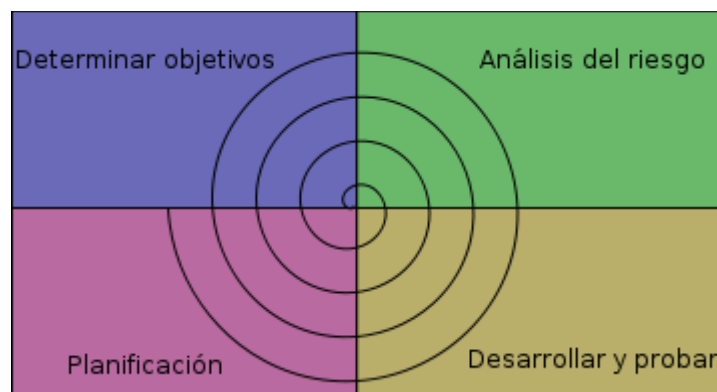 Determinar objetivos
Análisis del riesgo
Planificación
Desarrollar y probar